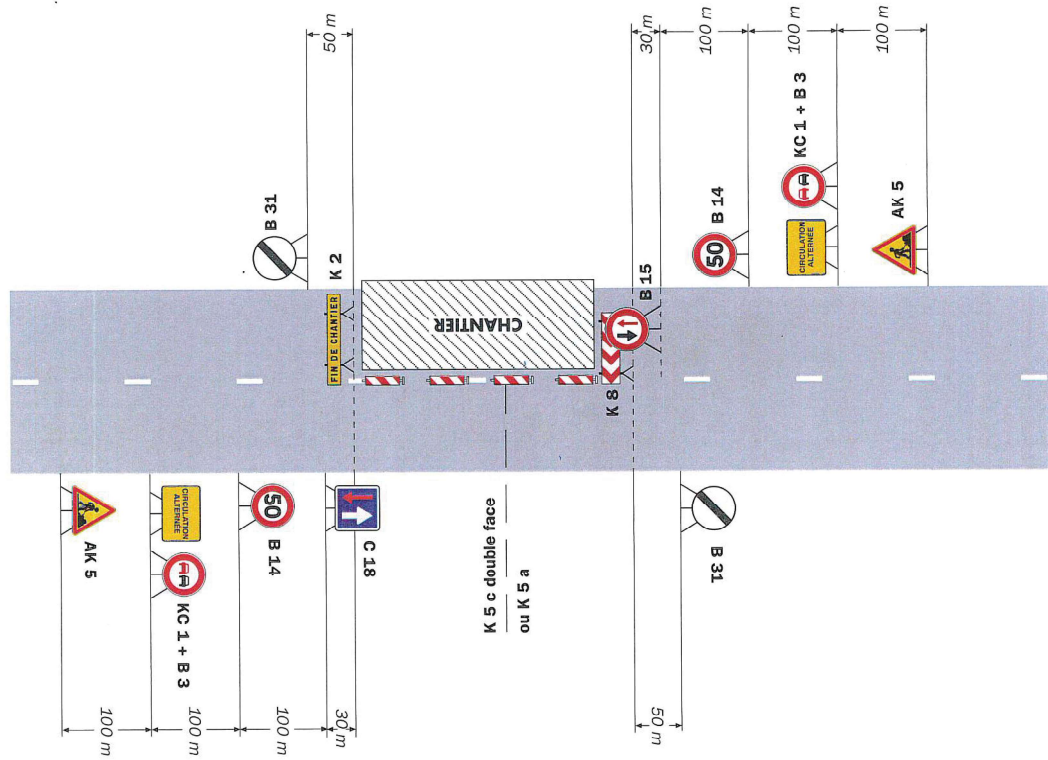 50 m
30 m
100 m
100 m
100 m
KC 1 + B 3
B 14
AK 5
B 31
K 2
B 15
50
CIRCULATION
ALTERNÉE
FIN DE CHANTIER
CHANTIER
K 8
CIRCULATION
ALTERNÉE
50
AK 5
KC 1 + B 3
B 14
C 18
K 5 c double face
ou K 5 a
B 31
100 m
100 m
100 m
30 m
50 m